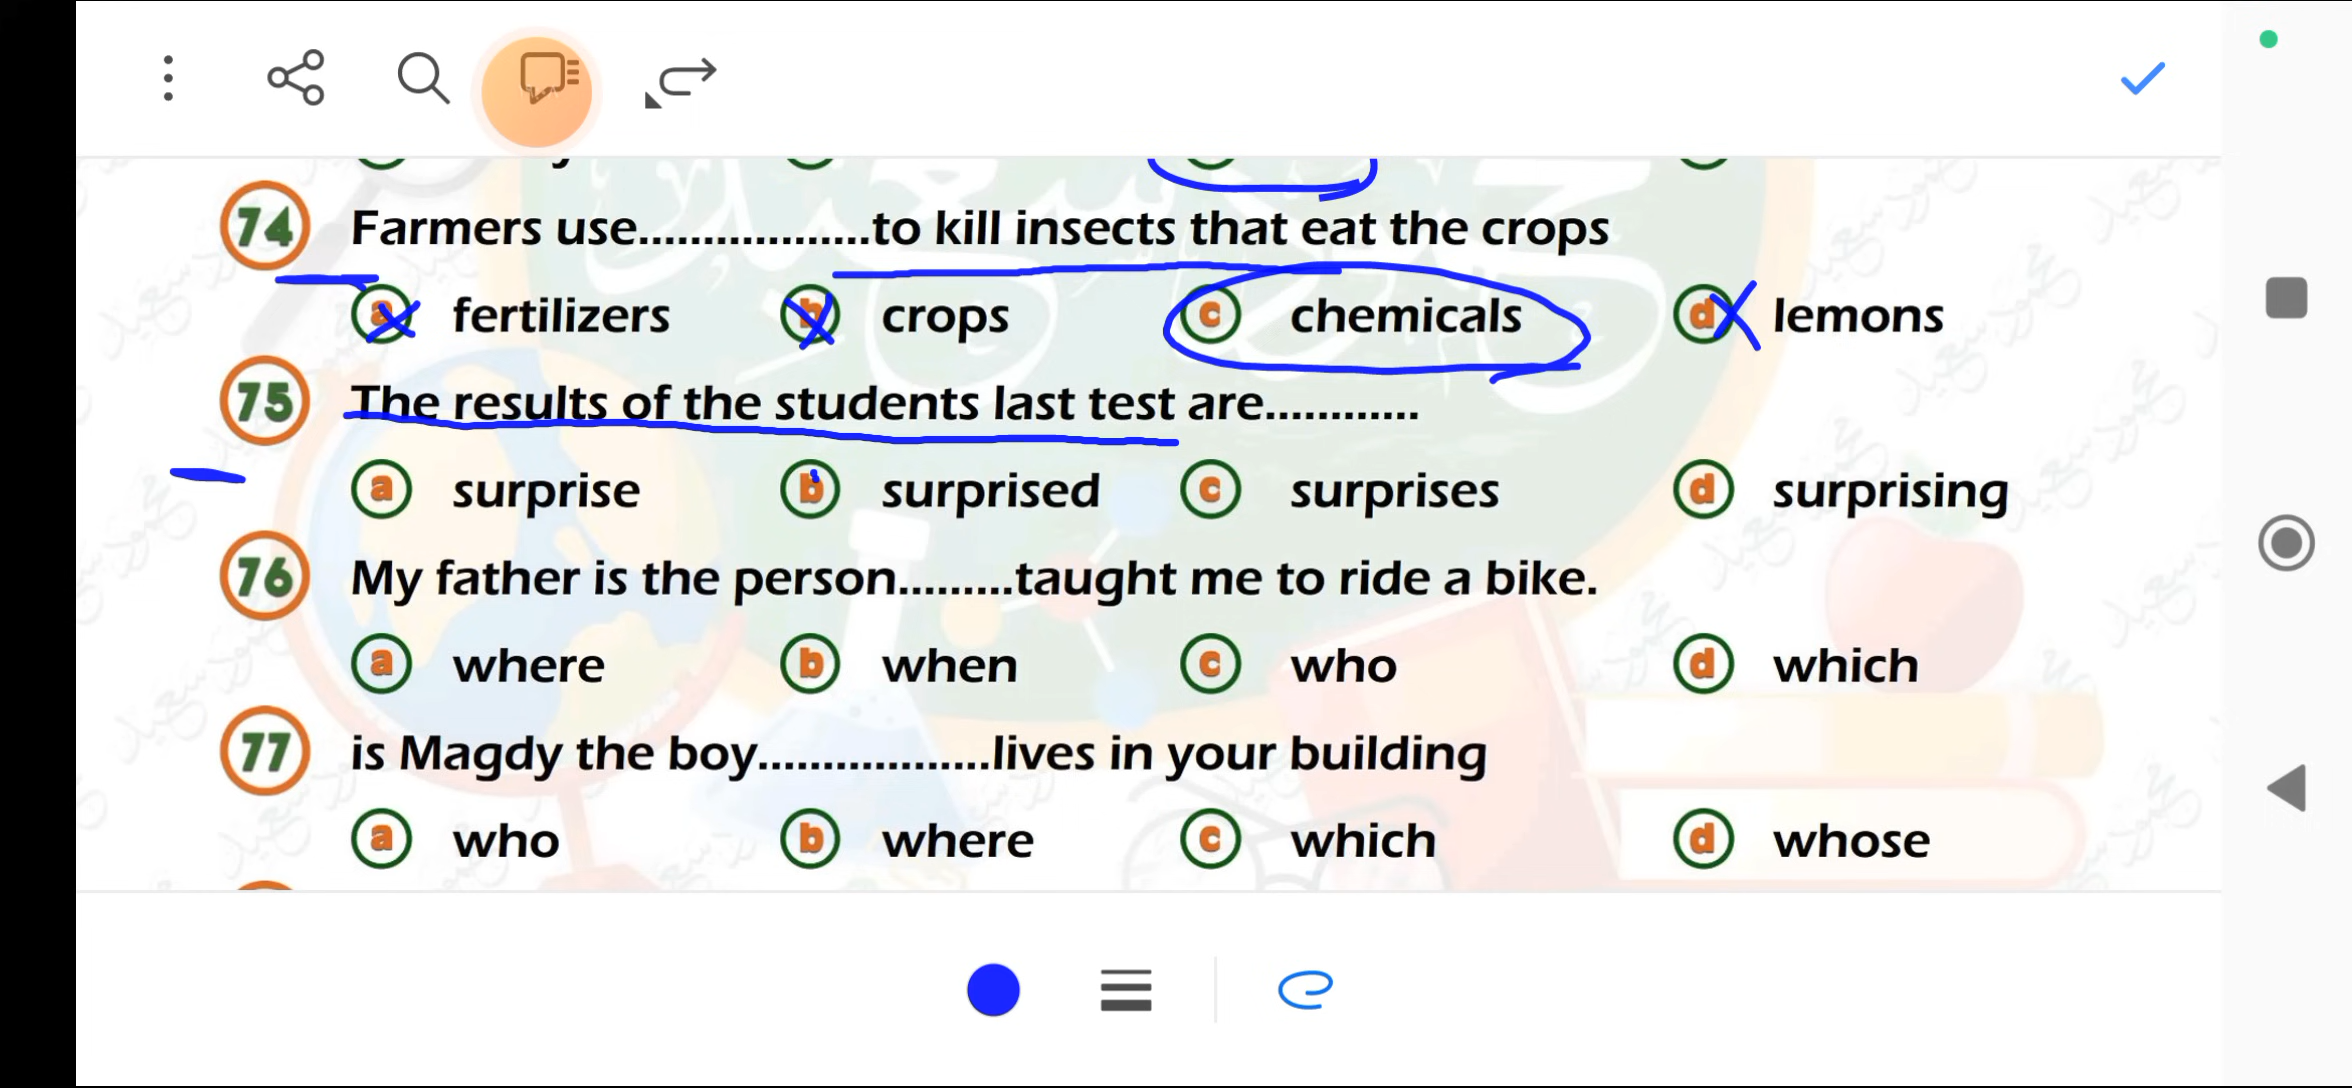 74 Farmers use..................to kill insects that eat the crops
a fertilizers b crops c chemicals d lemons
75 The results of the students last test are............
a surprise b surprised c surprises d surprising
76 My father is the person.........taught me to ride a bike.
a where b when c who d which
77 is Magdy the boy..................lives in your building
a who b where c which d whose